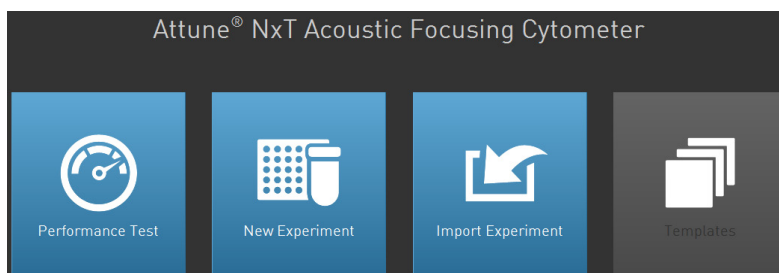 Attune® NxT Acoustic Focusing Cytometer
Performance Test
New Experiment
Import Experiment
Templates